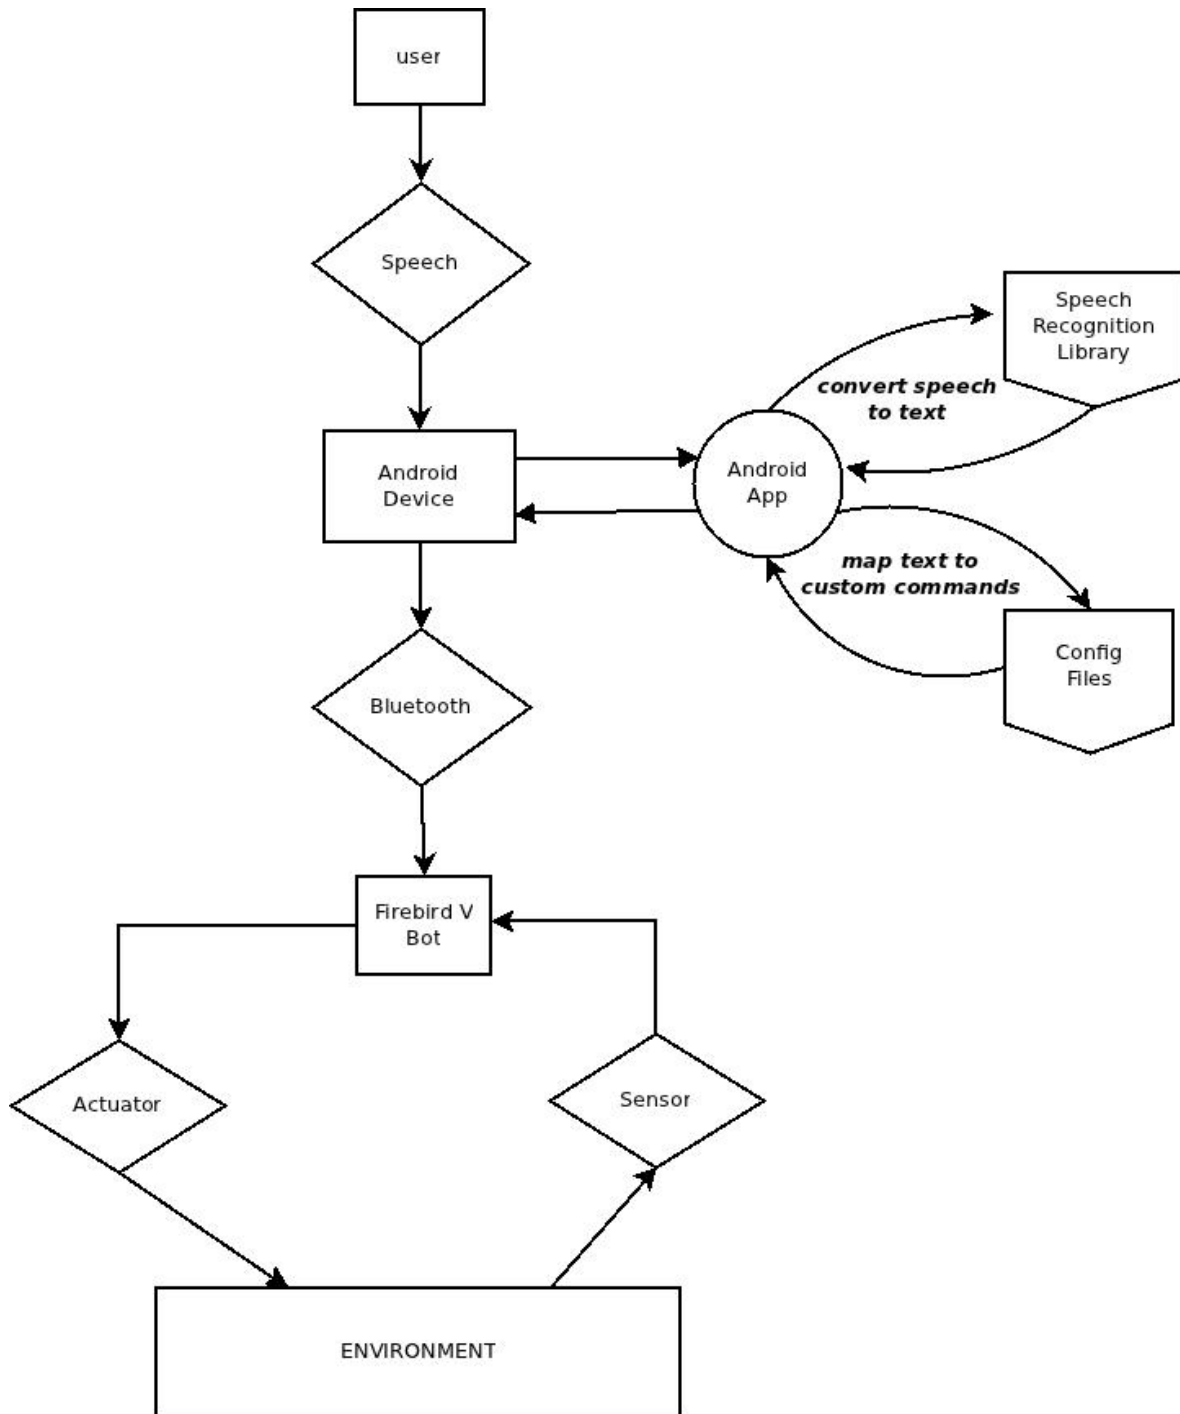 user
Speech
Speech
Recognition
Library
convert speech
to text
Android
Device
Android
App
map text to
custom commands
Config
Files
Bluetooth
Firebird V
Bot
Actuator
Sensor
ENVIRONMENT